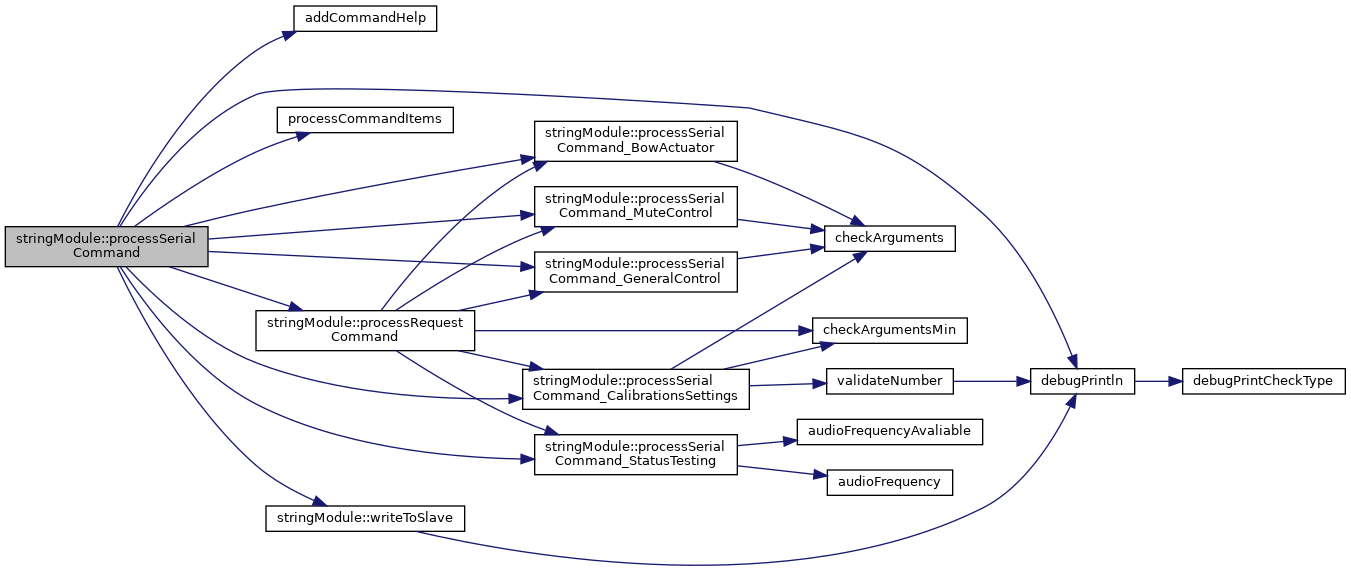 addCommandHelp
processCommandItems
stringModule::processSerial
Command_BowActuator
stringModule::processSerial
Command_MuteControl
stringModule::processSerial
Command
checkArguments
stringModule::processSerial
Command_GeneralControl
stringModule::processRequest
Command
checkArgumentsMin
stringModule::processSerial
Command_CalibrationsSettings
validateNumber
debugPrintln
debugPrintCheckType
audioFrequencyAvaliable
stringModule::processSerial
Command_StatusTesting
audioFrequency
stringModule::writeToSlave